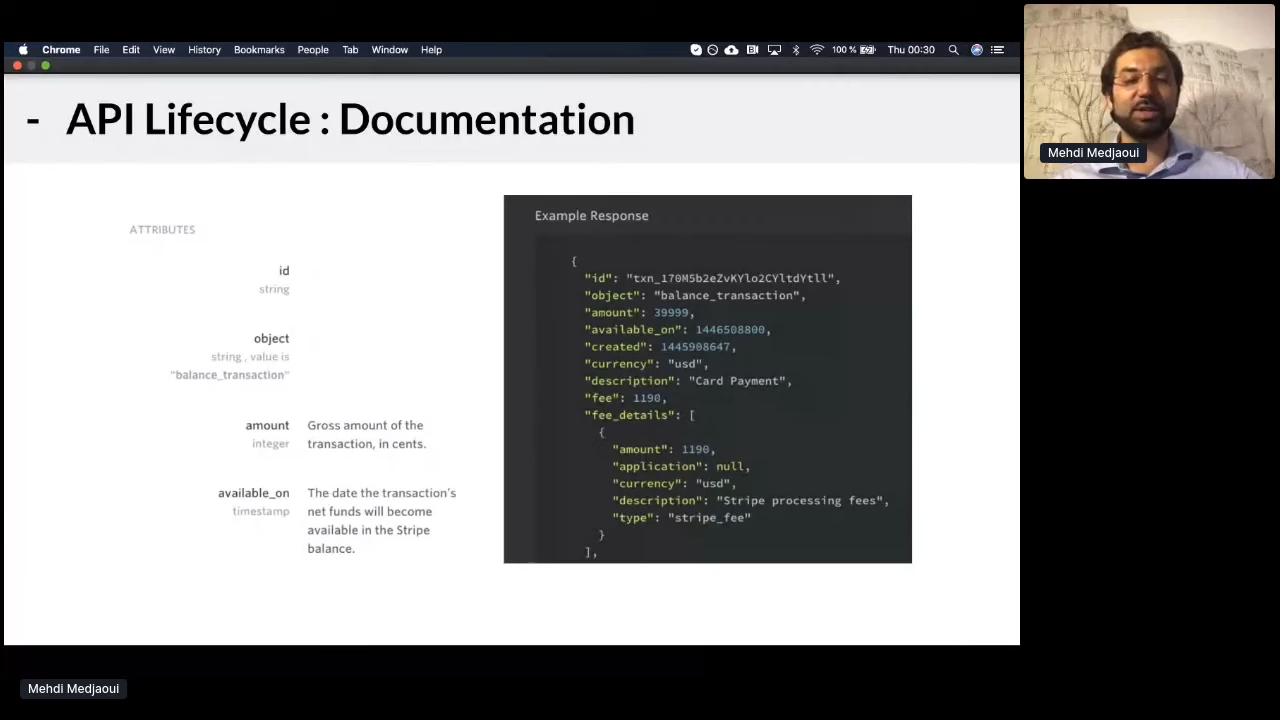 Chrome File Edit View History Bookmarks People Tab Window Help
100 % Thu 00:30
- API Lifecycle : Documentation
Mehdi Medjaoui
ATTRIBUTES
id
string
object
string , value is
"balance_transaction"
amount
integer
Gross amount of the
transaction, in cents.
available_on
timestamp
The date the transaction's
net funds will become
available in the Stripe
balance.
Example Response
{
"id": "txn_170M5b2eZvKYlo2CYltdYtll",
"object": "balance_transaction",
"amount": 39999,
"available_on": 1446508800,
"created": 1445908647,
"currency": "usd",
"description": "Card Payment",
"fee": 1190,
"fee_details": [
{
"amount": 1190,
"application": null,
"currency": "usd",
"description": "Stripe processing fees",
"type": "stripe_fee"
}
],
Mehdi Medjaoui